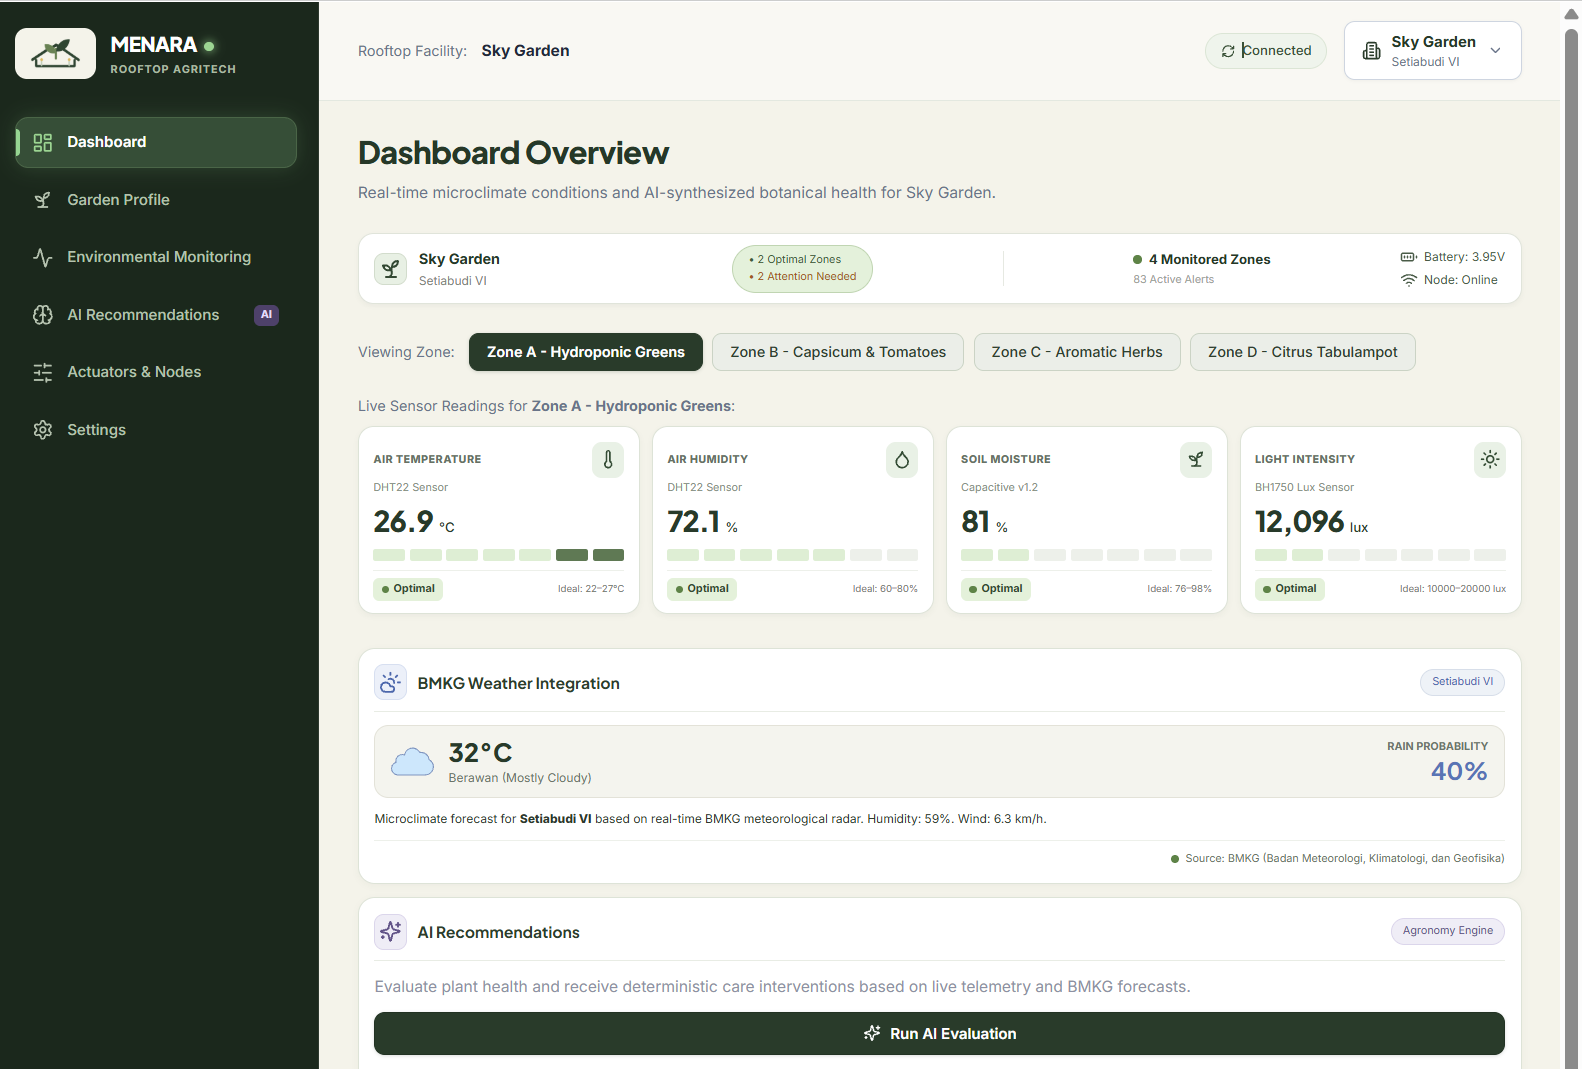 MENARA
ROOFTOP AGRITECH
Dashboard
Garden Profile
Environmental Monitoring
AI Recommendations AI
Actuators & Nodes
Settings
Rooftop Facility: Sky Garden
Connected
Sky Garden
Setiabudi VI
Dashboard Overview
Real-time microclimate conditions and AI-synthesized botanical health for Sky Garden.
Sky Garden
Setiabudi VI
• 2 Optimal Zones
• 2 Attention Needed
4 Monitored Zones
83 Active Alerts
Battery: 3.95V
Node: Online
Viewing Zone: Zone A - Hydroponic Greens Zone B - Capsicum & Tomatoes Zone C - Aromatic Herbs Zone D - Citrus Tabulampot
Live Sensor Readings for Zone A - Hydroponic Greens:
AIR TEMPERATURE
DHT22 Sensor
26.9 °C
Optimal Ideal: 22–27°C
AIR HUMIDITY
DHT22 Sensor
72.1 %
Optimal Ideal: 60–80%
SOIL MOISTURE
Capacitive v1.2
81 %
Optimal Ideal: 76–98%
LIGHT INTENSITY
BH1750 Lux Sensor
12,096 lux
Optimal Ideal: 10000–20000 lux
BMKG Weather Integration
Setiabudi VI
32°C
Berawan (Mostly Cloudy)
RAIN PROBABILITY
40%
Microclimate forecast for Setiabudi VI based on real-time BMKG meteorological radar. Humidity: 59%. Wind: 6.3 km/h.
Source: BMKG (Badan Meteorologi, Klimatologi, dan Geofisika)
AI Recommendations
Agronomy Engine
Evaluate plant health and receive deterministic care interventions based on live telemetry and BMKG forecasts.
Run AI Evaluation